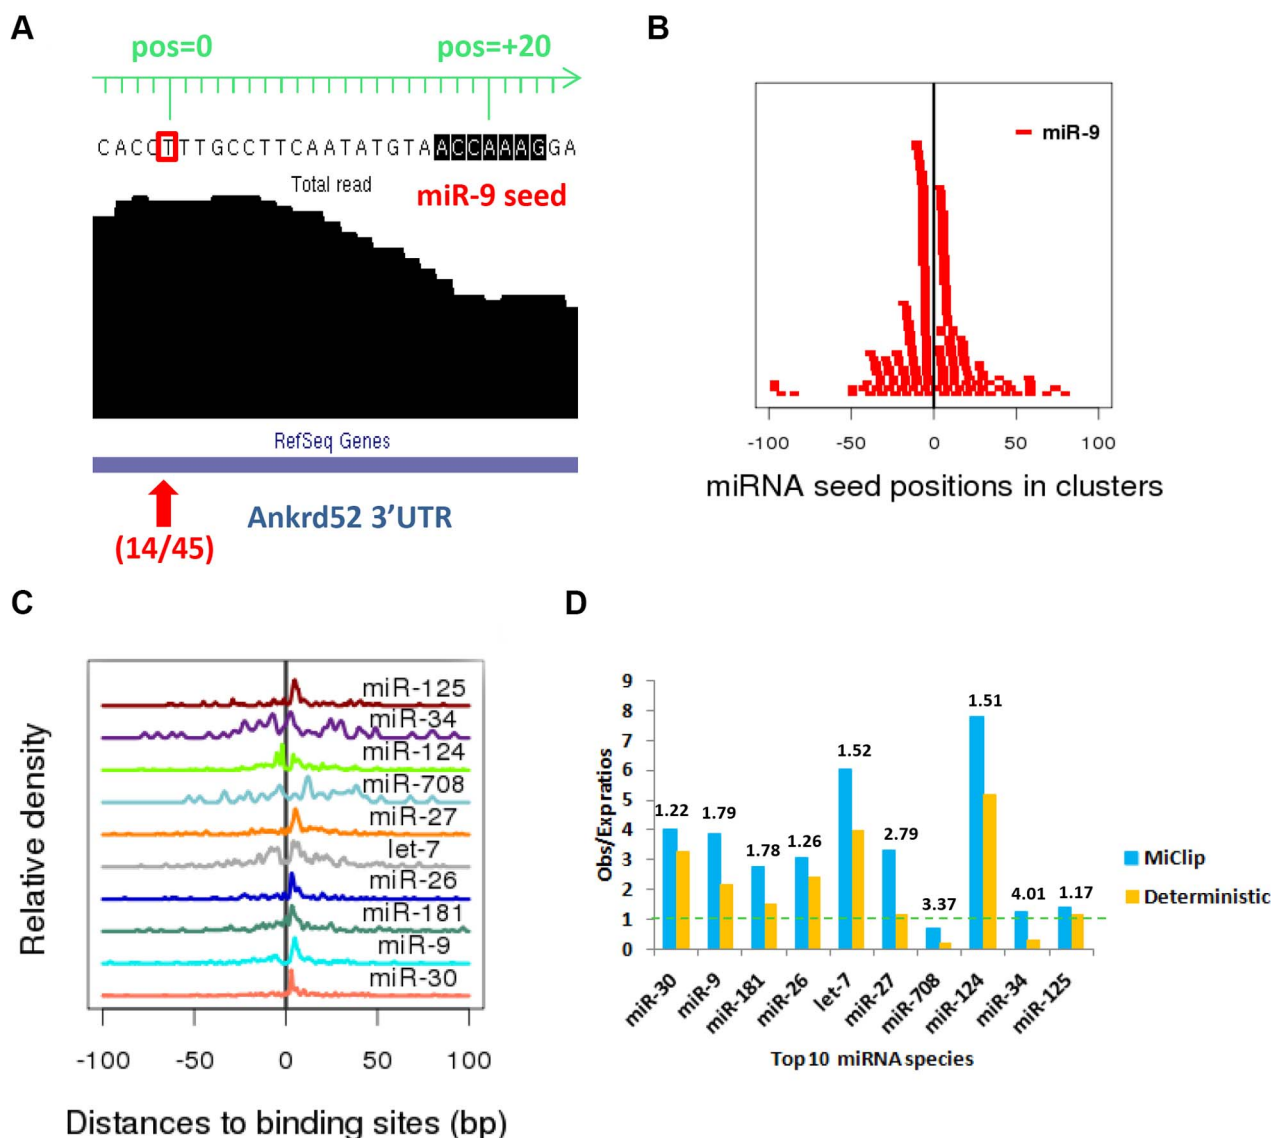 A
pos=0 pos=+20
CACCTTTGCCTTCAATATGTAACCAAAGGA
Total read
miR-9 seed
RefSeq Genes
Ankrd52 3’UTR
(14/45)
B
miR-9
-100 -50 0 50 100
miRNA seed positions in clusters
C
Relative density
miR-125
miR-34
miR-124
miR-708
miR-27
let-7
miR-26
miR-181
miR-9
miR-30
-100 -50 0 50 100
Distances to binding sites (bp)
D
Obs/Exp ratios
9
8
7
6
5
4
3
2
1
0
1.22 1.79 1.78 1.26 1.52 2.79 3.37 1.51 4.01 1.17
miR-30 miR-9 miR-181 miR-26 let-7 miR-27 miR-708 miR-124 miR-34 miR-125
Top 10 miRNA species
MiClip
Deterministic